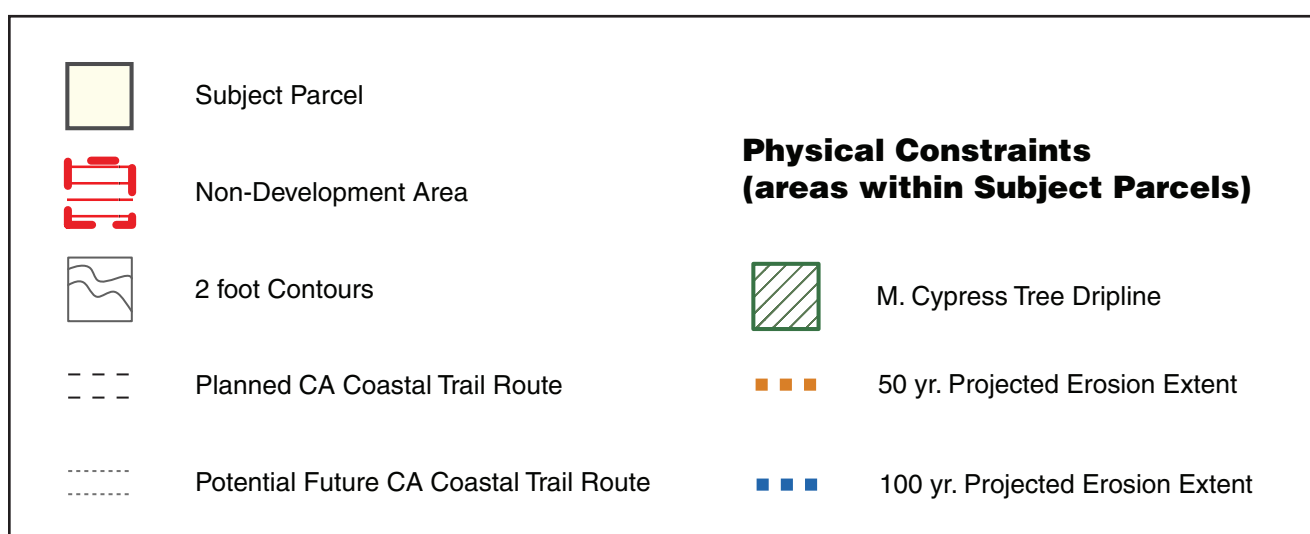 Subject Parcel
Non-Development Area
2 foot Contours
Planned CA Coastal Trail Route
Potential Future CA Coastal Trail Route
Physical Constraints
(areas within Subject Parcels)
M. Cypress Tree Dripline
50 yr. Projected Erosion Extent
100 yr. Projected Erosion Extent